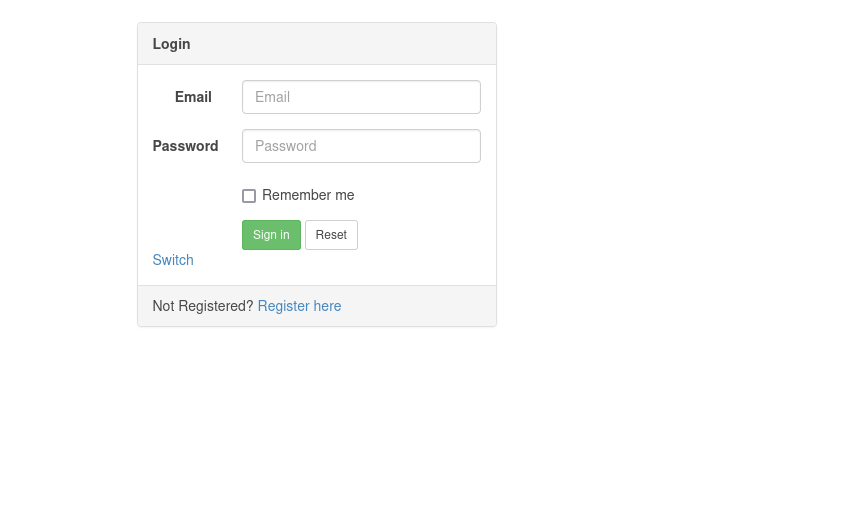 Login
Email Email
Password Password
Remember me
Sign in Reset
Switch
Not Registered? Register here